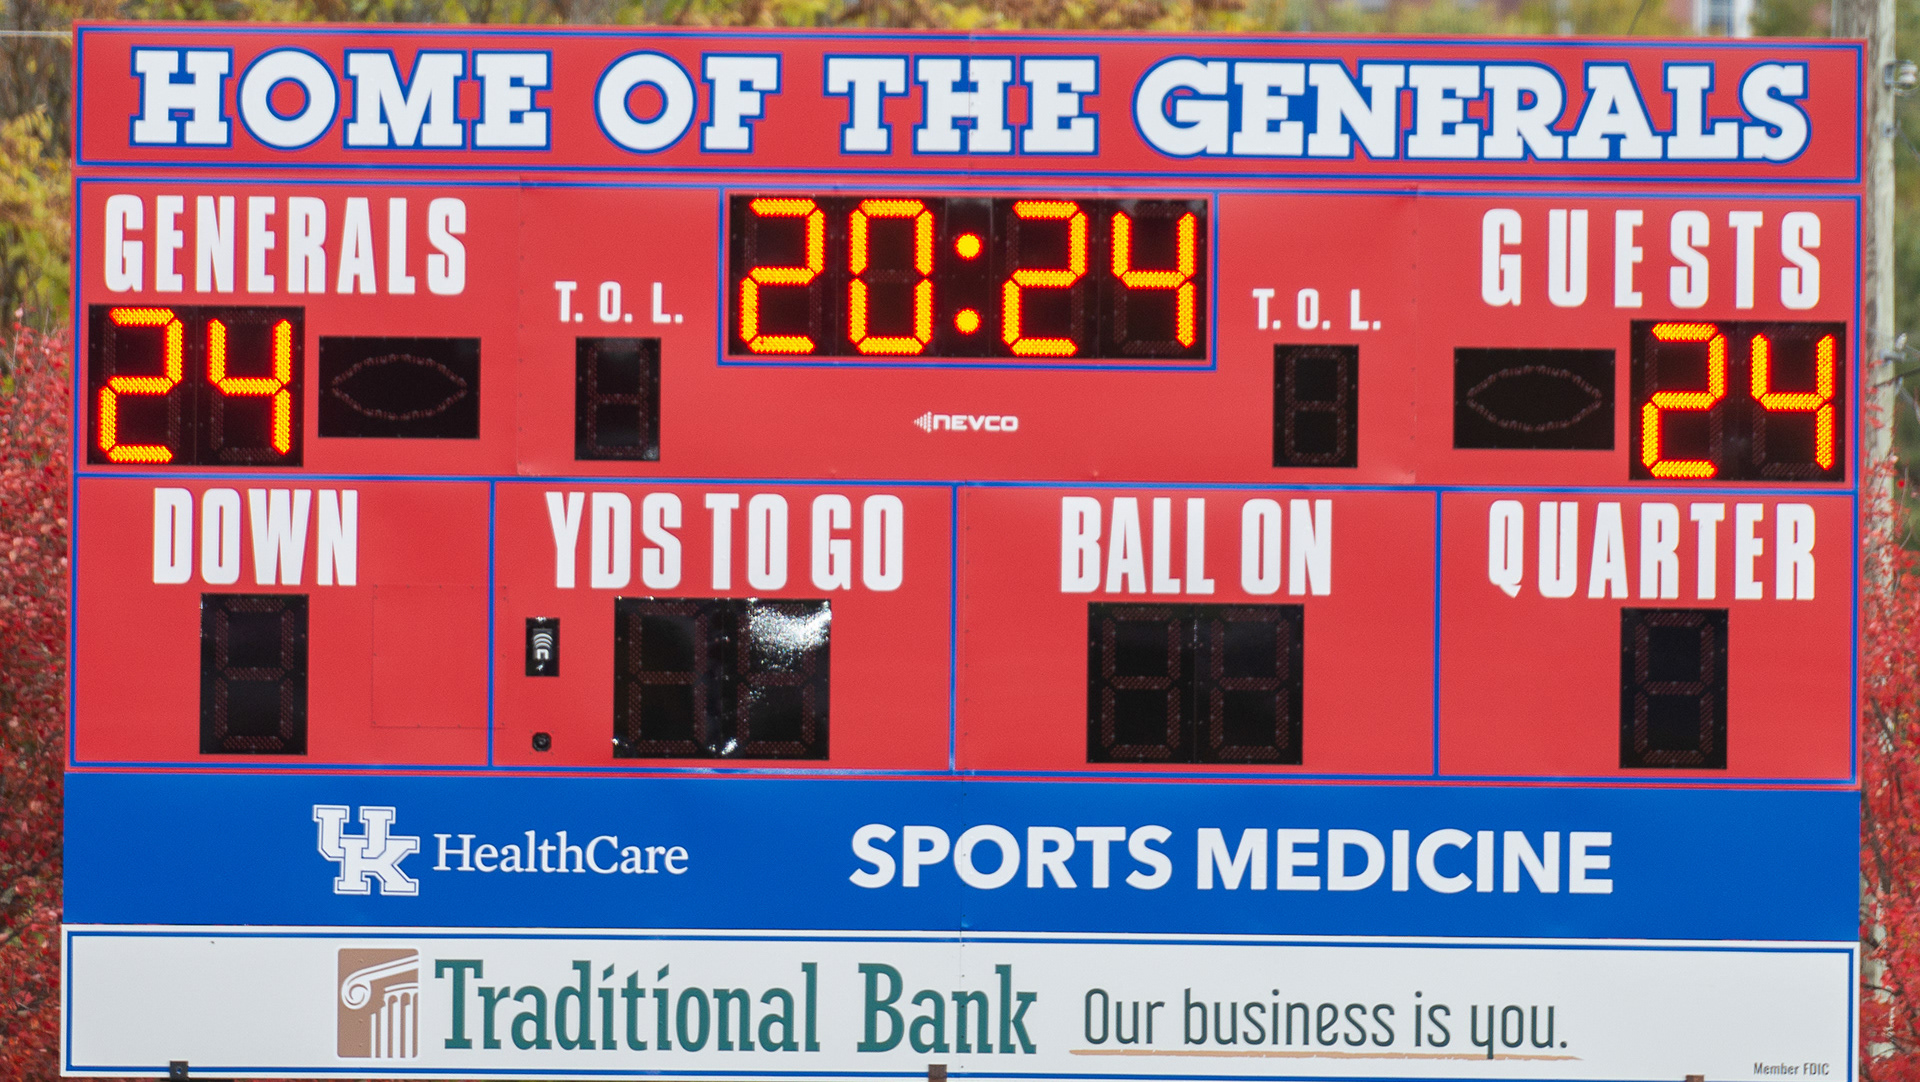 HOME OF THE GENERALS
GENERALS
T. O. L.
20:24
T. O. L.
GUESTS
24
24
NEVCO
DOWN
YDS TO GO
BALL ON
QUARTER
UK HealthCare
SPORTS MEDICINE
Traditional Bank
Our business is you.
Member FDIC